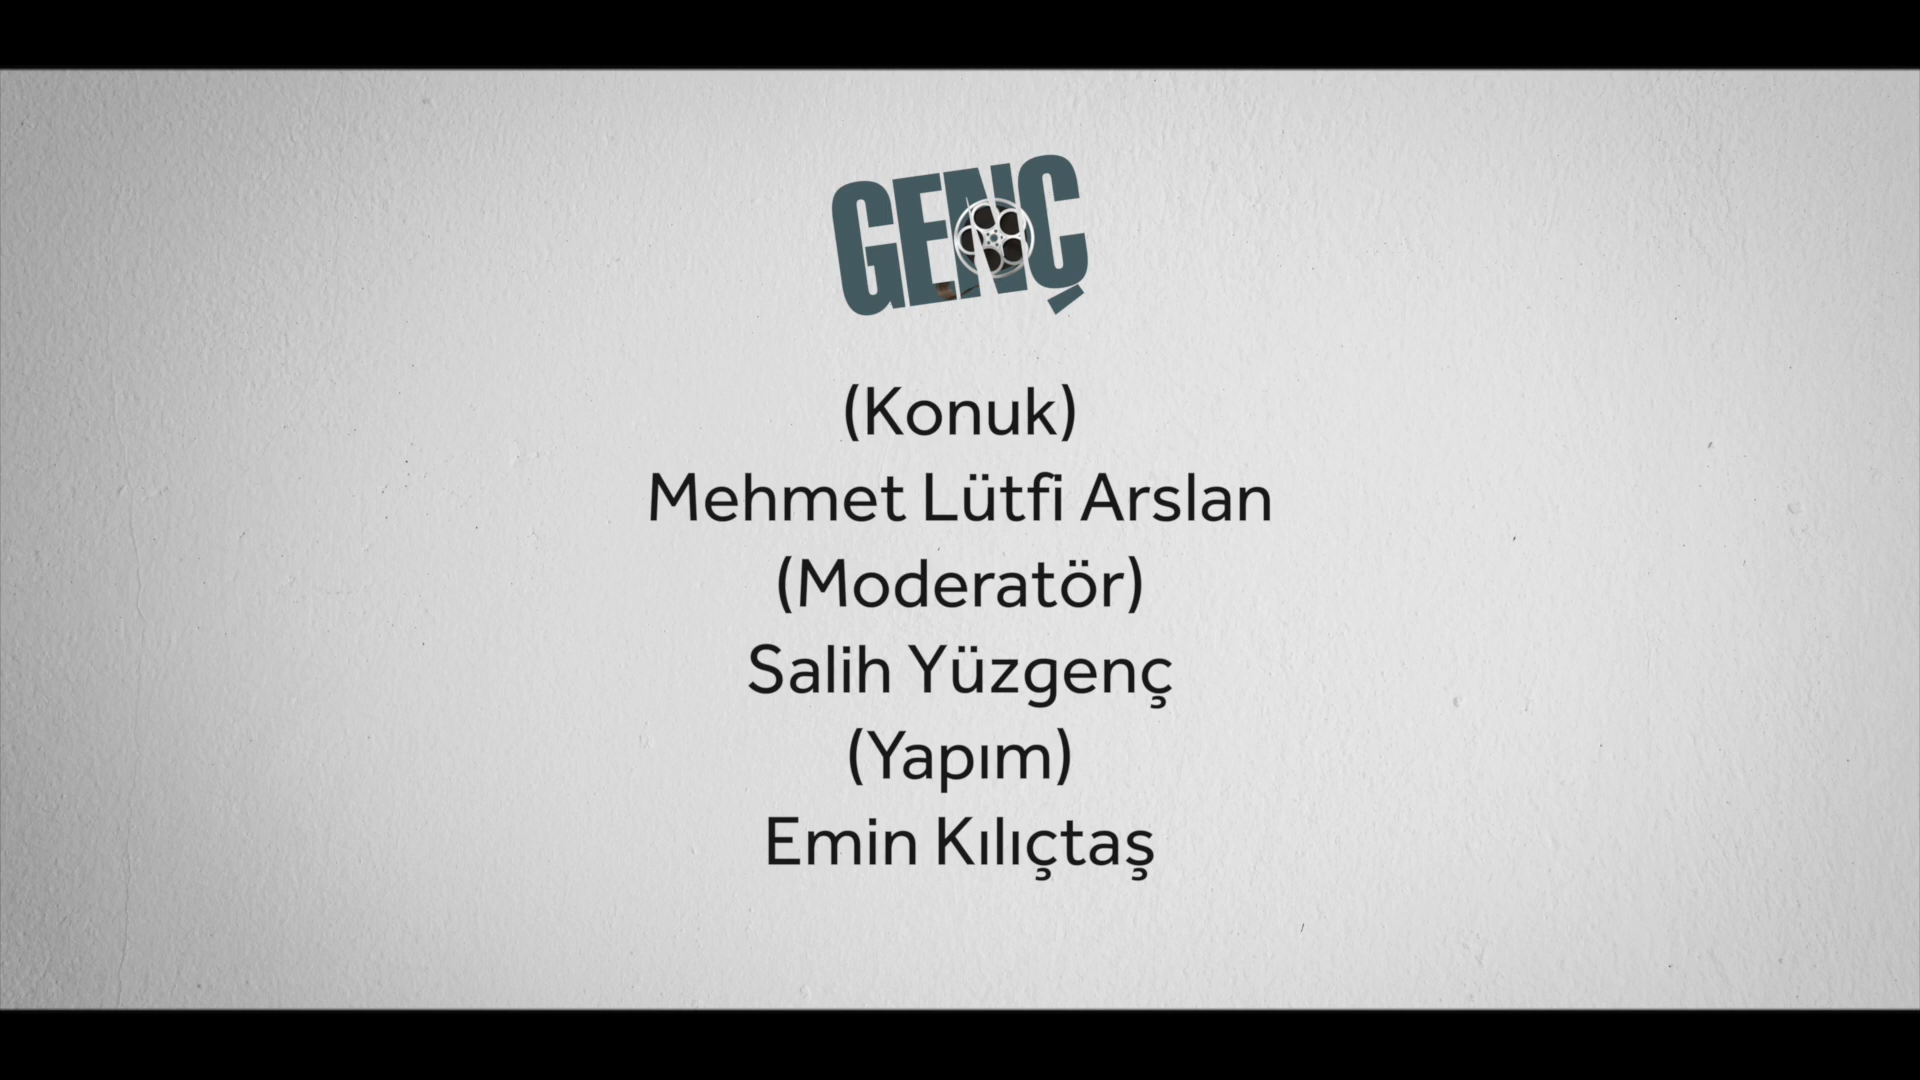 GENÇ
(Konuk)
Mehmet Lütfi Arslan
(Moderatör)
Salih Yüzgenç
(Yapım)
Emin Kılıçtaş